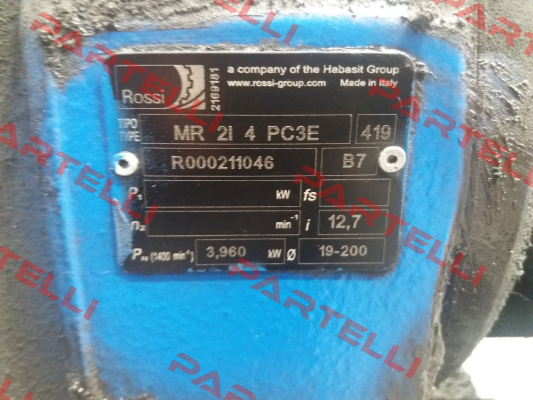 Rossi
2169181
a company of the Habasit Group
www.rossi-group.com Made in Italy
TIPO
TYPE
MR 2I 4 PC3E 419
R000211046 B7
P1 kW fs
n2 min-1 i 12,7
(1400 min-1) 3,960 kW Ø 19-200
PARTELLI
PARTELLI
PARTELLI
PARTELLI
PARTELLI